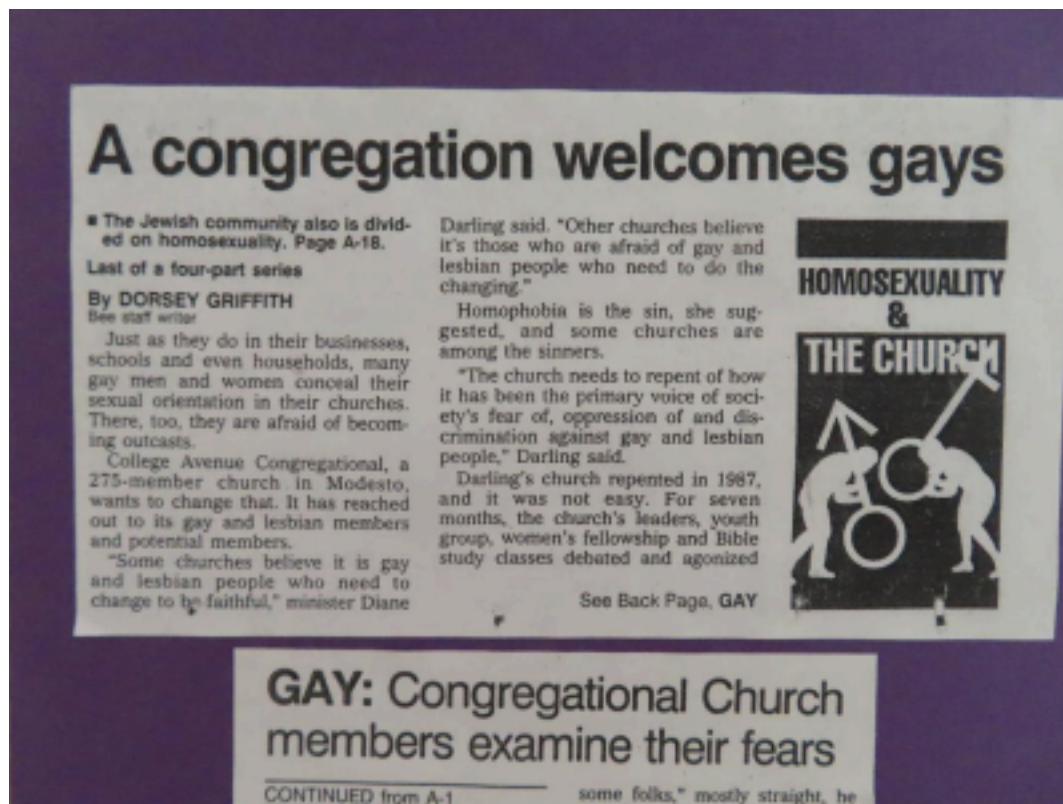 A congregation welcomes gays
■ The Jewish community also is divid-
ed on homosexuality. Page A-18.
Last of a four-part series
By DORSEY GRIFFITH
Bee staff writer
Just as they do in their businesses,
schools and even households, many
gay men and women conceal their
sexual orientation in their churches.
There, too, they are afraid of becom-
ing outcasts.
College Avenue Congregational, a
275-member church in Modesto,
wants to change that. It has reached
out to its gay and lesbian members
and potential members.
"Some churches believe it is gay
and lesbian people who need to
change to be faithful," minister Diane
Darling said. "Other churches believe
it's those who are afraid of gay and
lesbian people who need to do the
changing."
Homophobia is the sin, she sug-
gested, and some churches are
among the sinners.
"The church needs to repent of how
it has been the primary voice of soci-
ety's fear of, oppression of and dis-
crimination against gay and lesbian
people," Darling said.
Darling's church repented in 1987,
and it was not easy. For seven
months, the church's leaders, youth
group, women's fellowship and Bible
study classes debated and agonized
See Back Page, GAY
HOMOSEXUALITY
&
THE CHURCH
GAY: Congregational Church
members examine their fears
CONTINUED from A-1
some folks," mostly straight, he